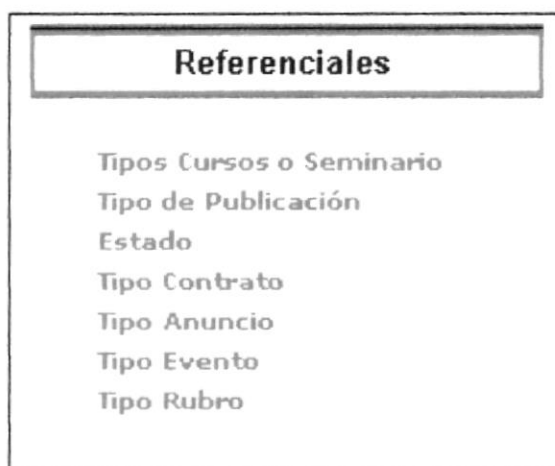 Referenciales
Tipos Cursos o Seminario
Tipo de Publicación
Estado
Tipo Contrato
Tipo Anuncio
Tipo Evento
Tipo Rubro